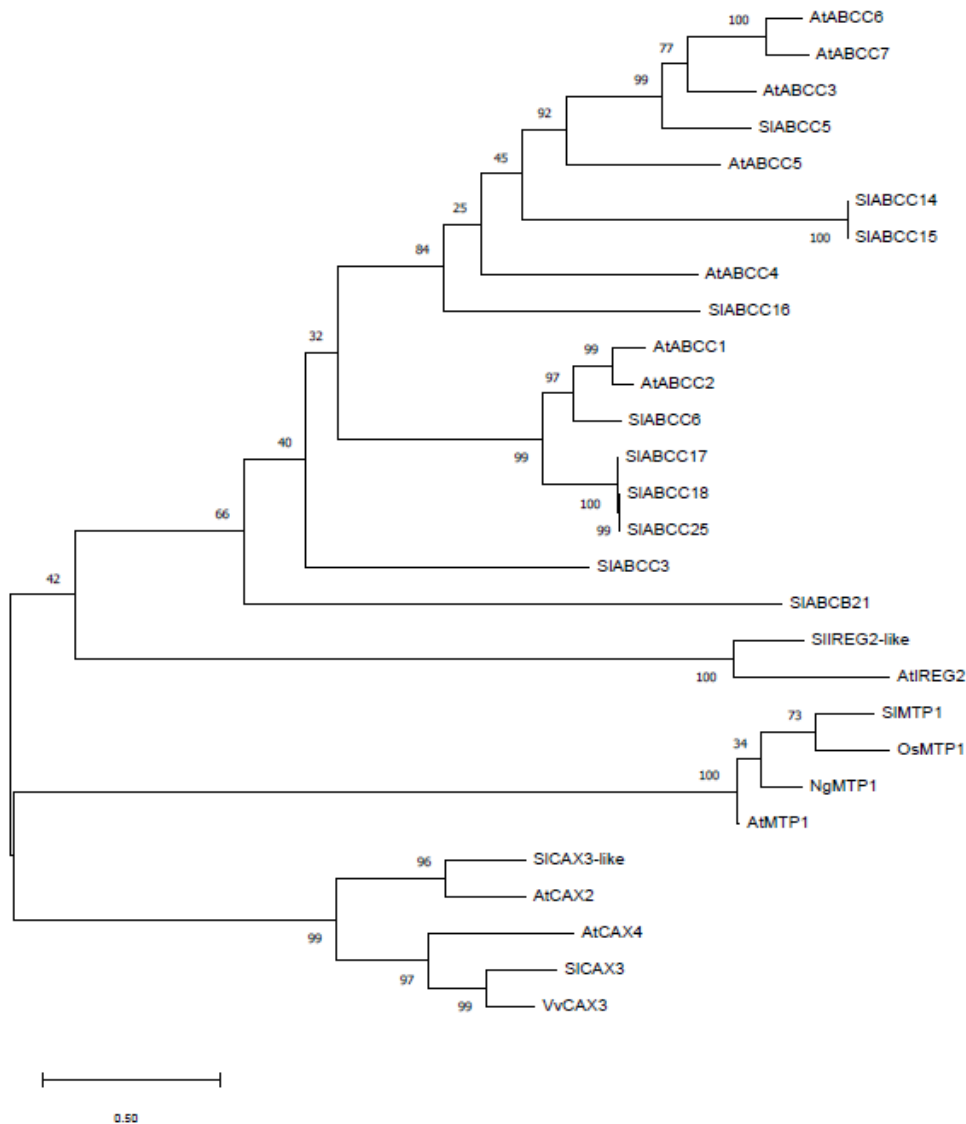 100
AtABCC6
AtABCC7
77
AtABCC3
99
SlABCC5
92
AtABCC5
45
SlABCC14
SlABCC15
100
25
AtABCC4
84
SlABCC16
32
AtABCC1
99
AtABCC2
97
SlABCC6
99
SlABCC17
40
SlABCC18
100
SlABCC25
99
66
SlABCC3
42
SlABCB21
SlIREG2-like
AtIREG2
100
SlMTP1
73
OsMTP1
34
NgMTP1
100
AtMTP1
SlCAX3-like
96
AtCAX2
99
AtCAX4
97
SlCAX3
99
VvCAX3
0.50